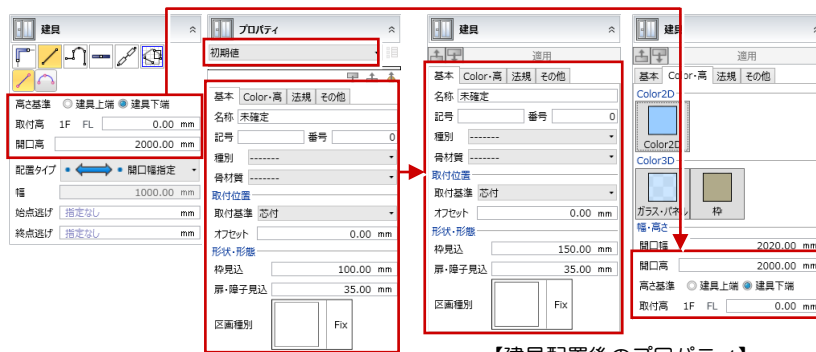 建具
高さ基準 建具上端 建具下端
取付高 1F FL 0.00 mm
開口高 2000.00 mm
配置タイプ 開口幅指定
幅 1000.00 mm
始点逃げ 指定なし mm
終点逃げ 指定なし mm
プロパティ
初期値
基本 Color・高 法規 その他
名称 未確定
記号 番号 0
種別 -------
骨材質 -------
取付位置
取付基準 芯付
オフセット 0.00 mm
形状・形態
枠見込 100.00 mm
扉・障子見込 35.00 mm
区画種別 Fix
建具
適用
基本 Color・高 法規 その他
名称 未確定
記号 番号 0
種別 -------
骨材質 -------
取付位置
取付基準 芯付
オフセット 0.00 mm
形状・形態
枠見込 150.00 mm
扉・障子見込 35.00 mm
区画種別 Fix
建具
適用
基本 Color・高 法規 その他
Color2D
Color2D
Color3D
ガラス・パネル 枠
幅・高さ
開口幅 2020.00 mm
開口高 2000.00 mm
高さ基準 建具上端 建具下端
取付高 1F FL 0.00 mm
【建具配置後のプロパティ】